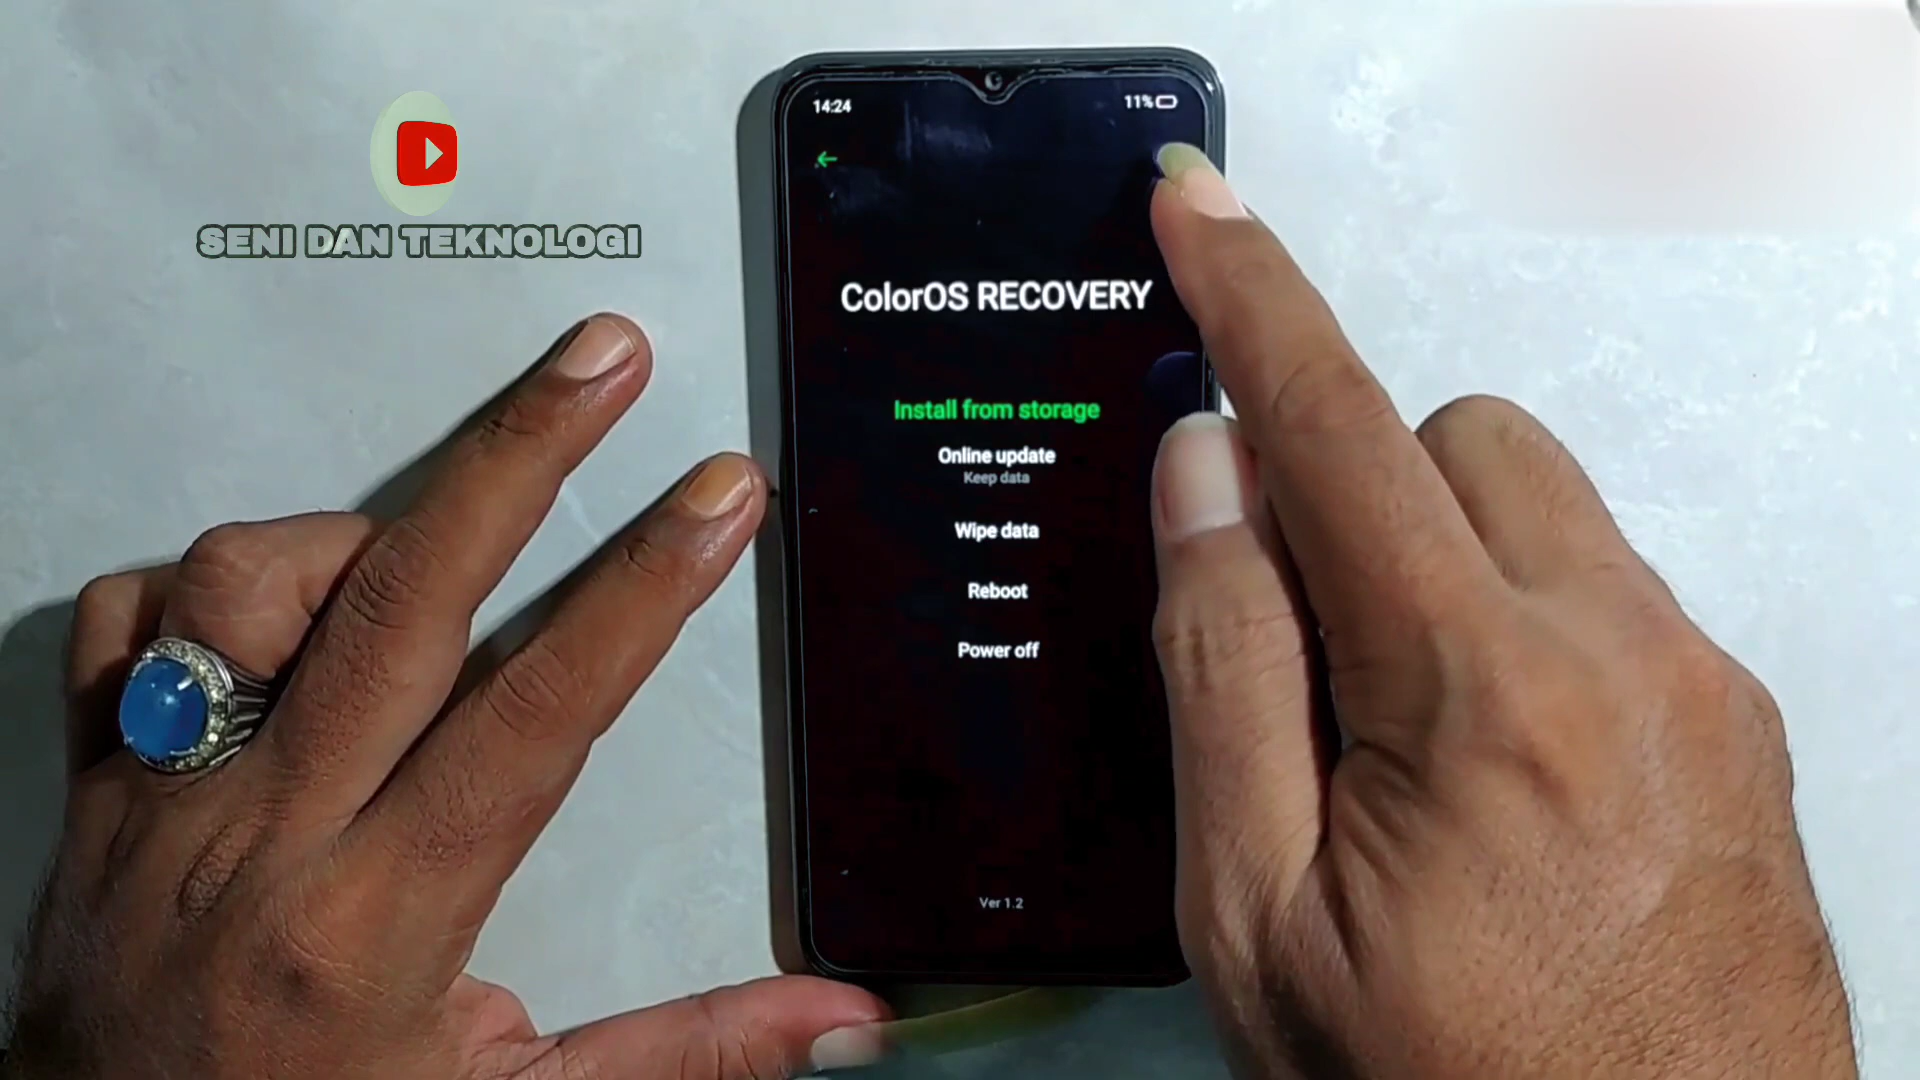 14:24
11%
SENI DAN TEKNOLOGI
ColorOS RECOVERY
Install from storage
Online update
Keep data
Wipe data
Reboot
Power off
Ver 1.2